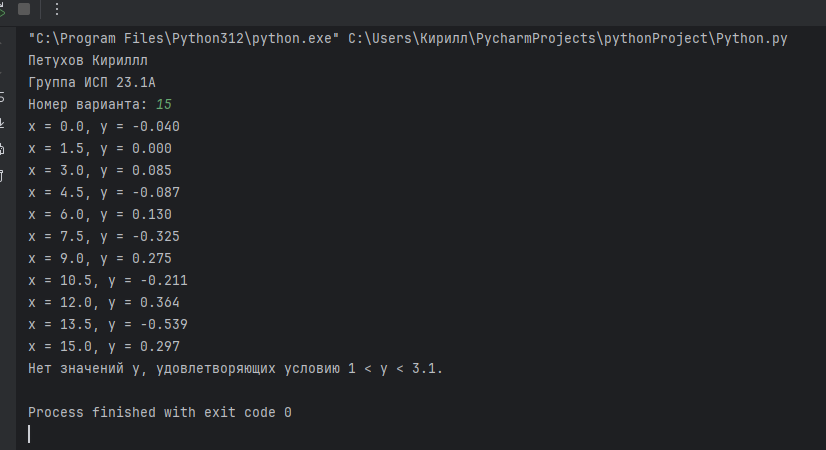 "C:\Program Files\Python312\python.exe" C:\Users\Кирилл\PycharmProjects\pythonProject\Python.py
Петухов Кириллл
Группа ИСП 23.1А
Номер варианта: 15
x = 0.0, y = -0.040
x = 1.5, y = 0.000
x = 3.0, y = 0.085
x = 4.5, y = -0.087
x = 6.0, y = 0.130
x = 7.5, y = -0.325
x = 9.0, y = 0.275
x = 10.5, y = -0.211
x = 12.0, y = 0.364
x = 13.5, y = -0.539
x = 15.0, y = 0.297
Нет значений y, удовлетворяющих условию 1 < y < 3.1.
Process finished with exit code 0